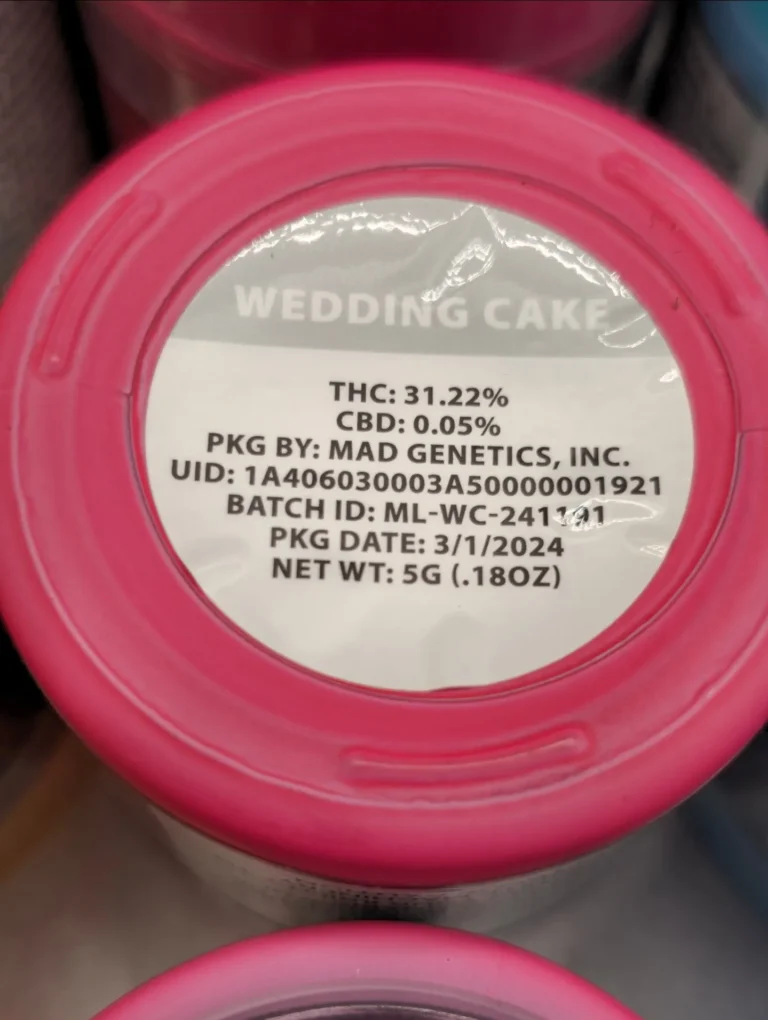 WEDDING CAKE
THC: 31.22%
CBD: 0.05%
PKG BY: MAD GENETICS, INC.
UID: 1A406030003A50000001921
BATCH ID:
PKG DATE: 3/1/2024
NET WT: 5G (.18OZ)